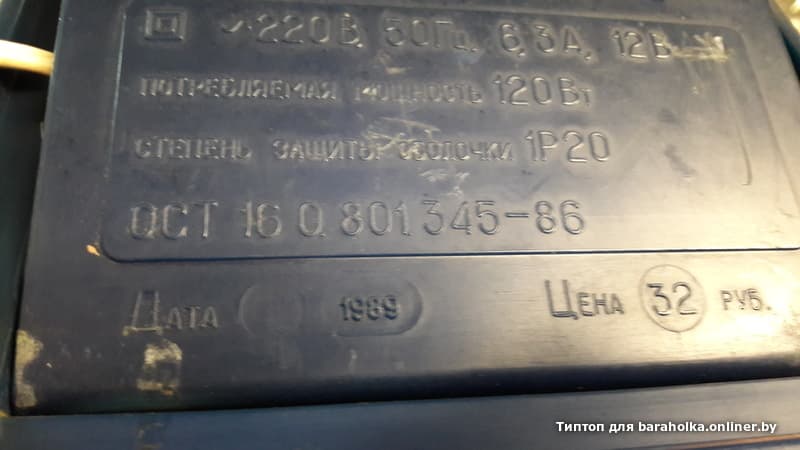 ~220В, 50Гц, 6,3А, 12В
ПОТРЕБЛЯЕМАЯ МОЩНОСТЬ 120Вт
СТЕПЕНЬ ЗАЩИТЫ ОБОЛОЧКИ IP20
ОСТ 16 0.801 345-86
ДАТА 1989 ЦЕНА 32 РУБ.
Типтоп для baraholka.onliner.by